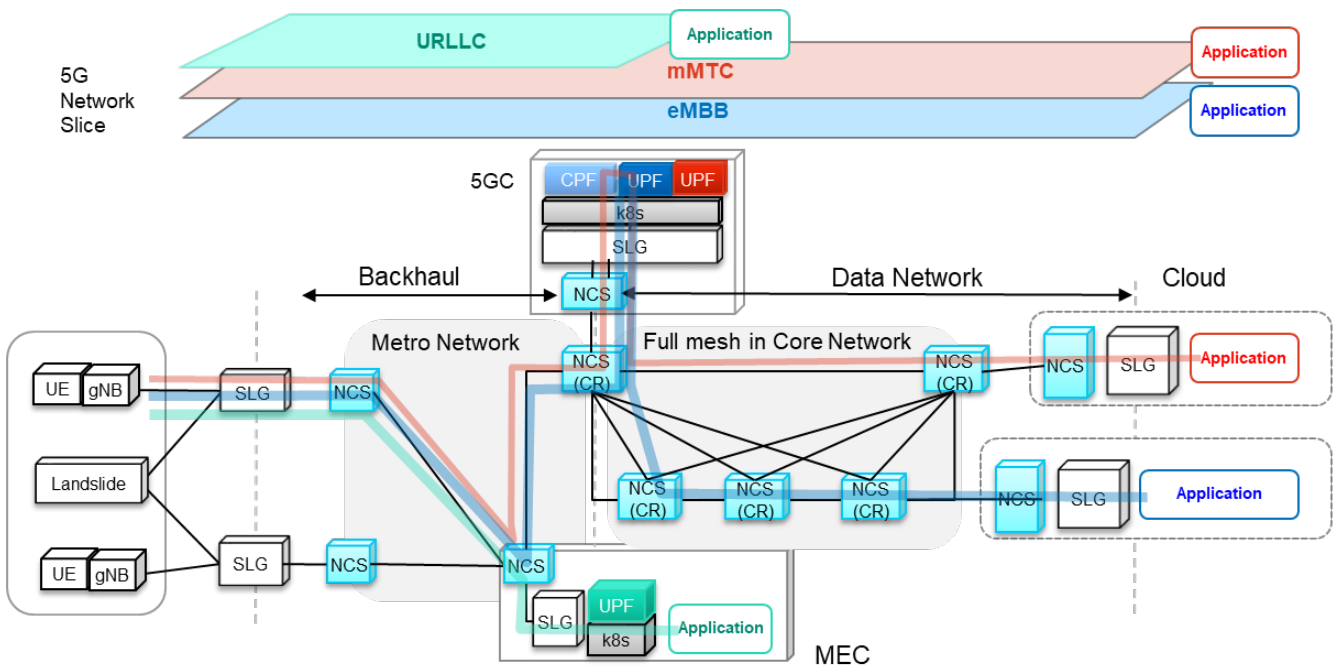 URLLC
Application
mMTC
Application
eMBB
Application
5G
Network
Slice
5GC
CPF
UPF
UPF
k8s
SLG
NCS
Backhaul
Data Network
Cloud
Metro Network
Full mesh in Core Network
UE
gNB
SLG
NCS
NCS
(CR)
NCS
(CR)
NCS
SLG
Application
Landslide
NCS
(CR)
NCS
(CR)
NCS
(CR)
NCS
SLG
Application
UE
gNB
SLG
NCS
NCS
SLG
UPF
k8s
Application
MEC